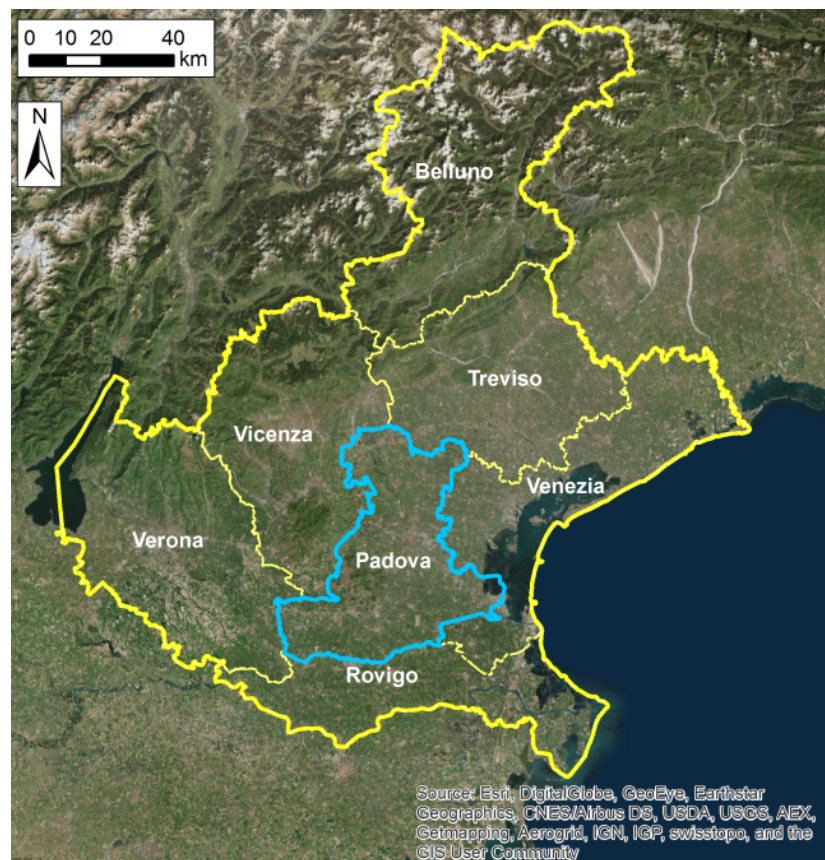 0 10 20 40
km
N
Belluno
Treviso
Vicenza
Venezia
Verona
Padova
Rovigo
Source: Esri, DigitalGlobe, GeoEye, Earthstar
Geographics, CNES/Airbus DS, USDA, USGS, AEX,
Getmapping, Aerogrid, IGN, IGP, swisstopo, and the
GIS User Community